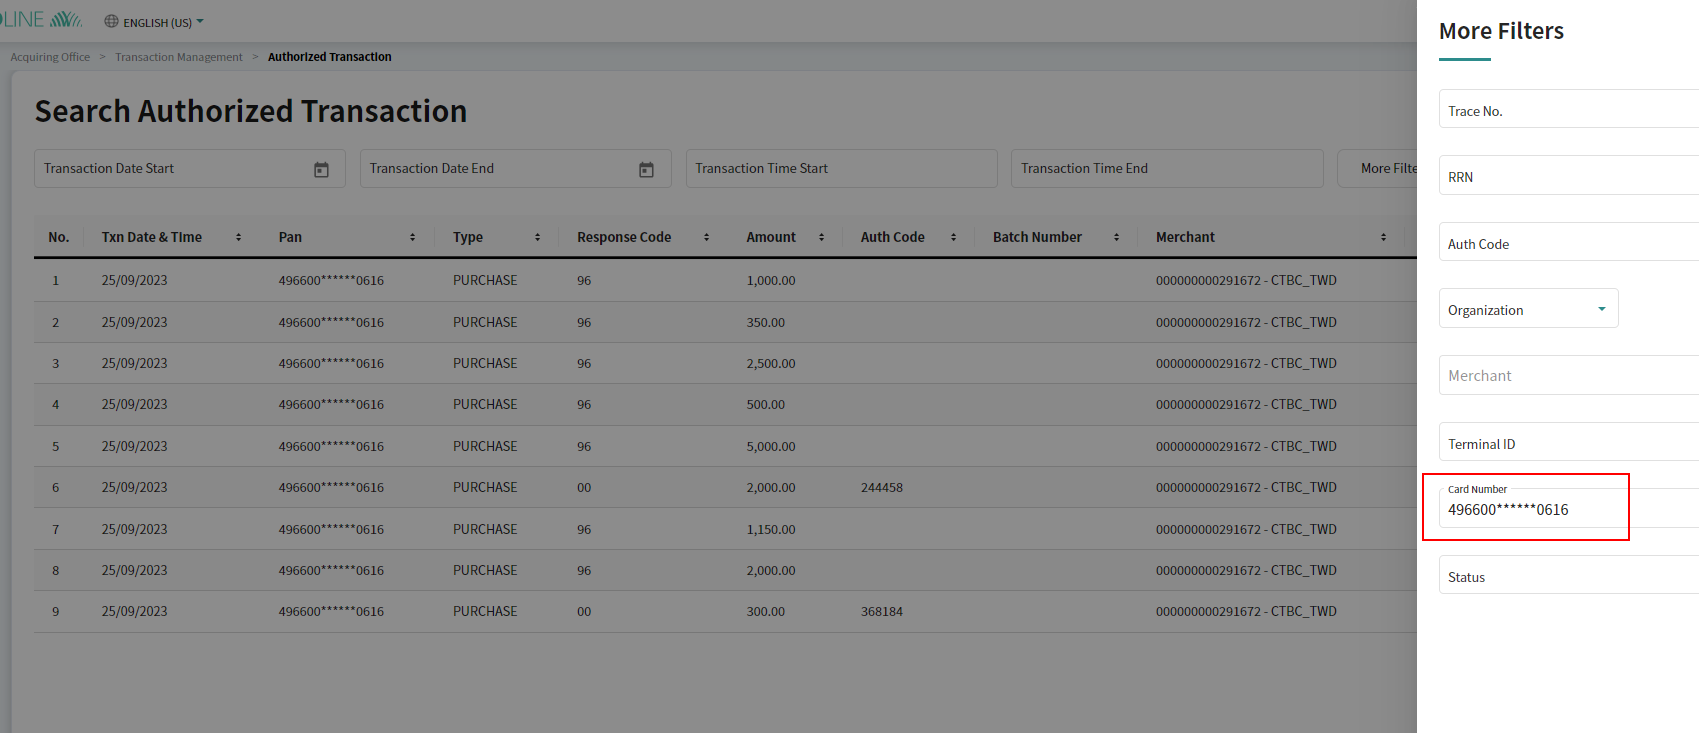 LINE
ENGLISH (US)
Acquiring Office > Transaction Management > Authorized Transaction
Search Authorized Transaction
Transaction Date Start Transaction Date End Transaction Time Start Transaction Time End More Filte
No. Txn Date & TIme Pan Type Response Code Amount Auth Code Batch Number Merchant
1 25/09/2023 496600******0616 PURCHASE 96 1,000.00 000000000291672 - CTBC_TWD
2 25/09/2023 496600******0616 PURCHASE 96 350.00 000000000291672 - CTBC_TWD
3 25/09/2023 496600******0616 PURCHASE 96 2,500.00 000000000291672 - CTBC_TWD
4 25/09/2023 496600******0616 PURCHASE 96 500.00 000000000291672 - CTBC_TWD
5 25/09/2023 496600******0616 PURCHASE 96 5,000.00 000000000291672 - CTBC_TWD
6 25/09/2023 496600******0616 PURCHASE 00 2,000.00 244458 000000000291672 - CTBC_TWD
7 25/09/2023 496600******0616 PURCHASE 96 1,150.00 000000000291672 - CTBC_TWD
8 25/09/2023 496600******0616 PURCHASE 96 2,000.00 000000000291672 - CTBC_TWD
9 25/09/2023 496600******0616 PURCHASE 00 300.00 368184 000000000291672 - CTBC_TWD
More Filters
Trace No.
RRN
Auth Code
Organization
Merchant
Terminal ID
Card Number
496600******0616
Status